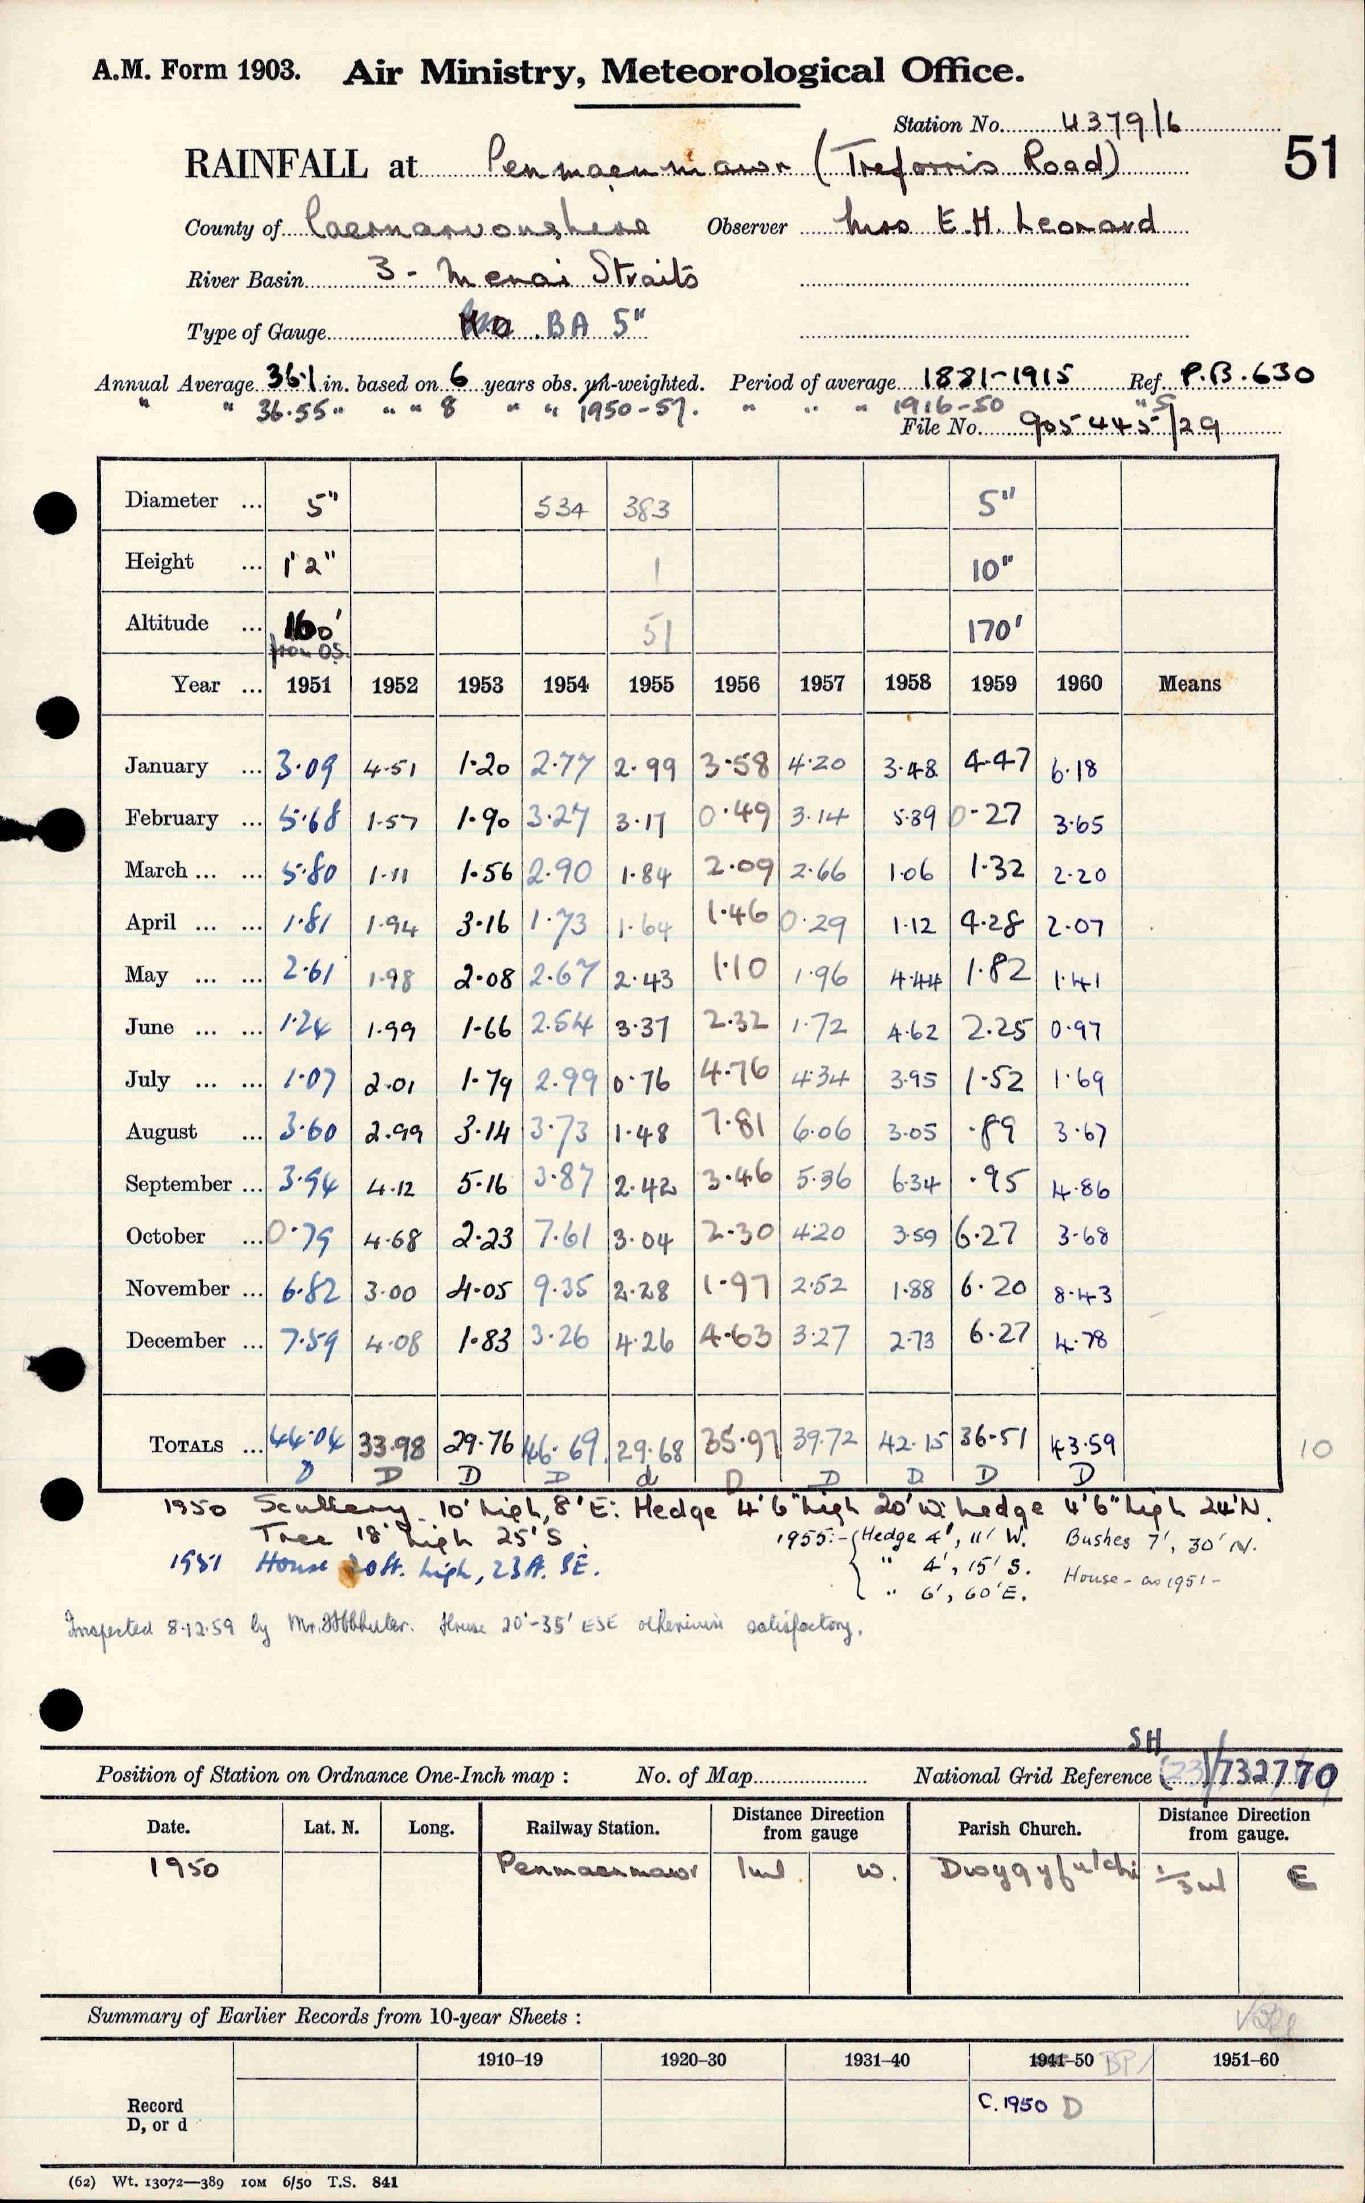 A.M. Form 1903. Air Ministry, Meteorological Office.
Station No. 4379/6
51
RAINFALL at Penmaenmawr (Treforris Road)
County of Caernarvonshire Observer Mrs E.H. Leonard
River Basin 3 - Menai Straits
Type of Gauge BA 5"
Annual Average 36.1 in. based on 6 years obs. un-weighted. Period of average 1881-1915 Ref. P.B. 630
" " 36.55 " " " 8 " " 1950-57. " " " 1916-50 "
File No. 905445/29
Diameter ... 5" 534 383 5"
Height ... 1' 2" 1 10"
Altitude ... 160' 51 170'
from OS.
Year ... 1951 1952 1953 1954 1955 1956 1957 1958 1959 1960 Means
January ... 3.09 4.51 1.20 2.77 2.99 3.58 4.20 3.48 4.47 6.18
February ... 5.68 1.57 1.90 3.27 3.17 0.49 3.14 5.89 0.27 3.65
March ... ... 5.80 1.11 1.56 2.90 1.84 2.09 2.66 1.06 1.32 2.20
April ... ... 1.81 1.94 3.16 1.73 1.64 1.46 0.29 1.12 4.28 2.07
May ... ... 2.61 1.98 2.08 2.67 2.43 1.10 1.96 4.44 1.82 1.41
June ... ... 1.24 1.99 1.66 2.54 3.37 2.32 1.72 4.62 2.25 0.97
July ... ... 1.07 2.01 1.79 2.99 0.76 4.76 4.34 3.95 1.52 1.69
August ... 3.60 2.99 3.14 3.73 1.48 7.81 6.06 3.05 .89 3.67
September ... 3.94 4.12 5.16 3.87 2.42 3.46 5.36 6.34 .95 4.86
October ... 0.79 4.68 2.23 7.61 3.04 2.30 4.20 3.59 6.27 3.68
November ... 6.82 3.00 4.05 9.35 2.28 1.97 2.52 1.88 6.20 8.43
December ... 7.59 4.08 1.83 3.26 4.26 4.63 3.27 2.73 6.27 4.78
TOTALS ... 44.04 33.98 29.76 46.69 29.68 35.97 39.72 42.15 36.51 43.59 10
D D D D d D D D D D
1950 Scullery 10' high, 8' E: Hedge 4'6" high 20' W: hedge 4'6" high 24' N.
Tree 18' high 25' S.
1955:- Hedge 4', 11' W. Bushes 7', 30' N.
" 4', 15' S. House - as 1951 -
" 6', 60' E.
1951 House 20ft. high, 23 ft. SE.
Inspected 8.12.59 by Mr. House 20'-35' ESE otherwise satisfactory.
SH
Position of Station on Ordnance One-Inch map : No. of Map National Grid Reference (23)/732770
Date. Lat. N. Long. Railway Station. Distance Direction from gauge Parish Church. Distance Direction from gauge.
1950 Penmaenmawr 1ml W. Dwygyfylchi 1/3 ml E
Summary of Earlier Records from 10-year Sheets :
1910–19 1920–30 1931–40 1941–50 BP 1951–60
Record
D, or d
C. 1950 D
(62) Wt. 13072—389 10M 6/50 T.S. 841